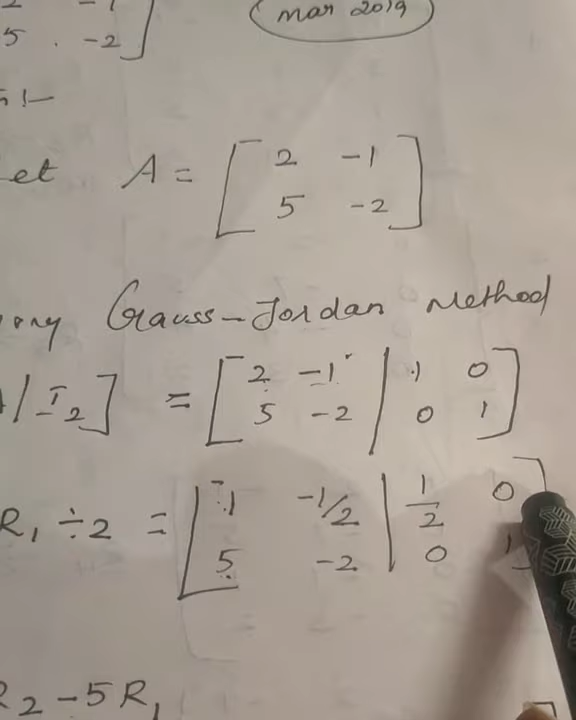 (Mar 2019)
5 -2]
Let A = [ 2 -1
5 -2 ]
Gauss-Jordan Method
A/I2] = [ 2 -1 | 1 0
5 -2 | 0 1 ]
R1 ÷2 = [ 1 -1/2 | 1/2 0 ]
5 -2 | 0 1
R2 -5R1